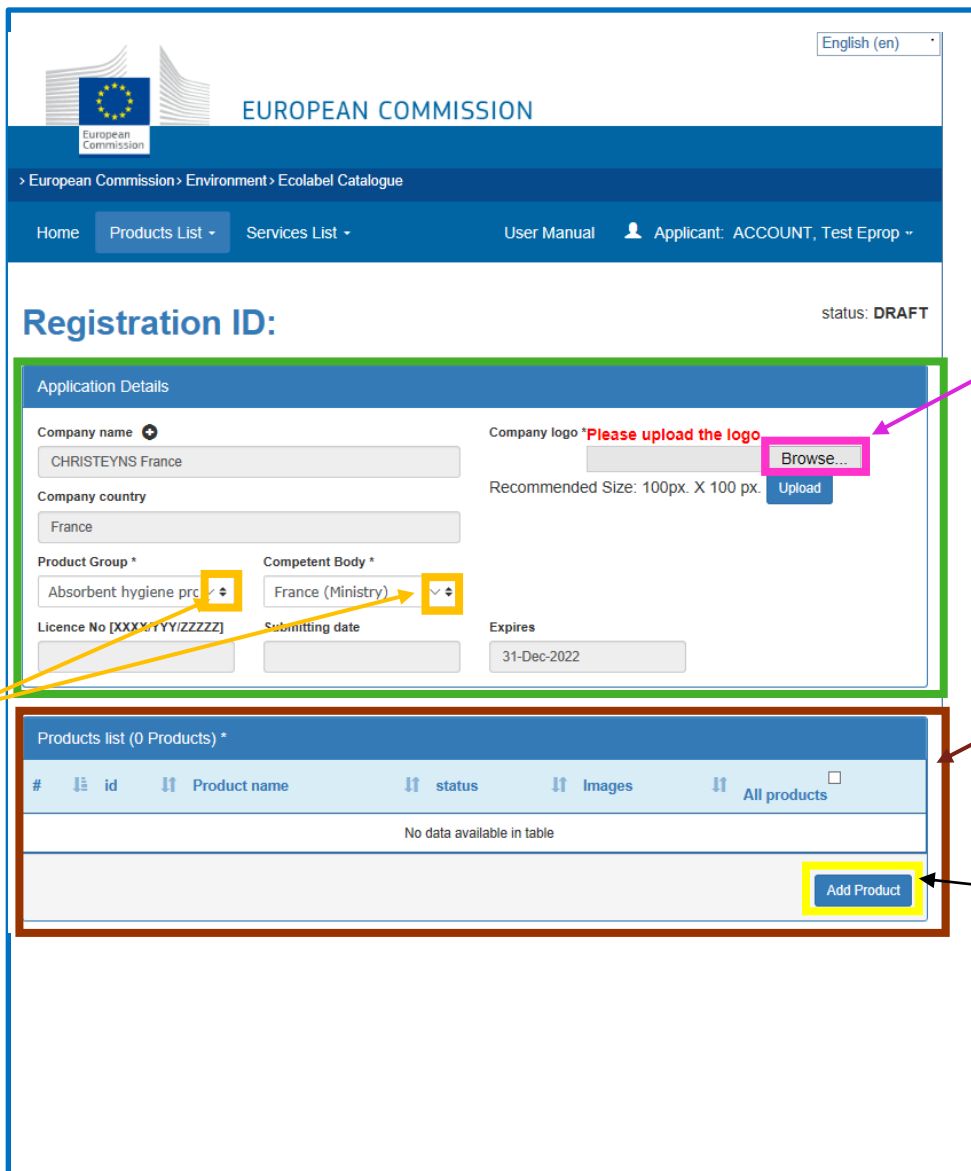 English (en)
EUROPEAN COMMISSION
European
Commission
> European Commission > Environment > Ecolabel Catalogue
Home Products List Services List User Manual Applicant: ACCOUNT, Test Eprop
Registration ID: status: DRAFT
Application Details
Company name Company logo *Please upload the logo
CHRISTEYNS France Browse...
Company country Recommended Size: 100px. X 100 px. Upload
France
Product Group * Competent Body *
Absorbent hygiene prc France (Ministry)
Licence No [XXXX/YYY/ZZZZZ] Submitting date Expires
31-Dec-2022
Products list (0 Products) *
# id Product name status Images All products
No data available in table
Add Product